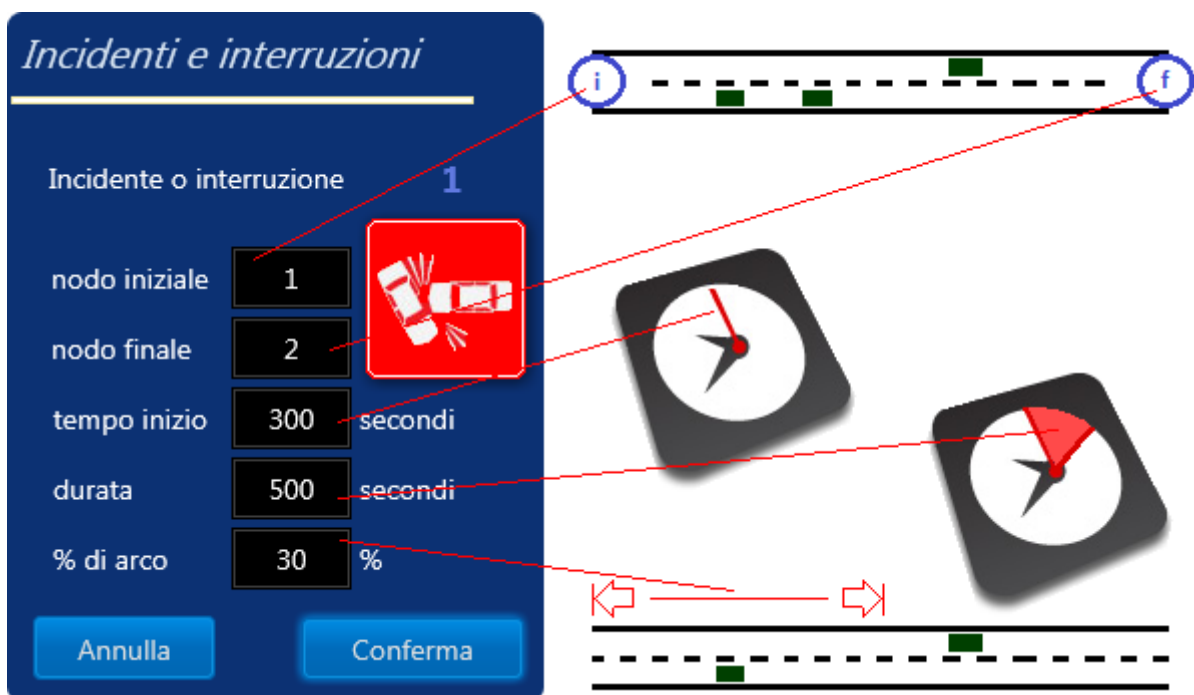 Incidenti e interruzioni
Incidente o interruzione 1
nodo iniziale 1
nodo finale 2
tempo inizio 300 secondi
durata 500 secondi
% di arco 30 %
Annulla Conferma
i f